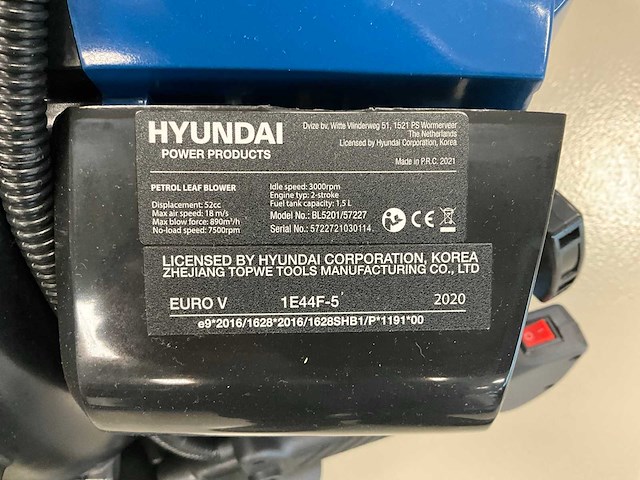 HYUNDAI
POWER PRODUCTS
Dvize bv, Witte Vlinderweg 51, 1521 PS Wormerveer
The Netherlands
Licensed by Hyundai Corporation, Korea
Made in P.R.C. 2021
PETROL LEAF BLOWER
Displacement: 52cc
Max air speed: 18 m/s
Max blow force: 890m³/h
No-load speed: 7500rpm
Idle speed: 3000rpm
Engine typ: 2-stroke
Fuel tank capacity: 1,5 L
Model No.: BL5201/57227
Serial No.: 5722721030114
CE
LICENSED BY HYUNDAI CORPORATION, KOREA
ZHEJIANG TOPWE TOOLS MANUFACTURING CO., LTD
EURO V 1E44F-5 2020
e9*2016/1628*2016/1628SHB1/P*1191*00